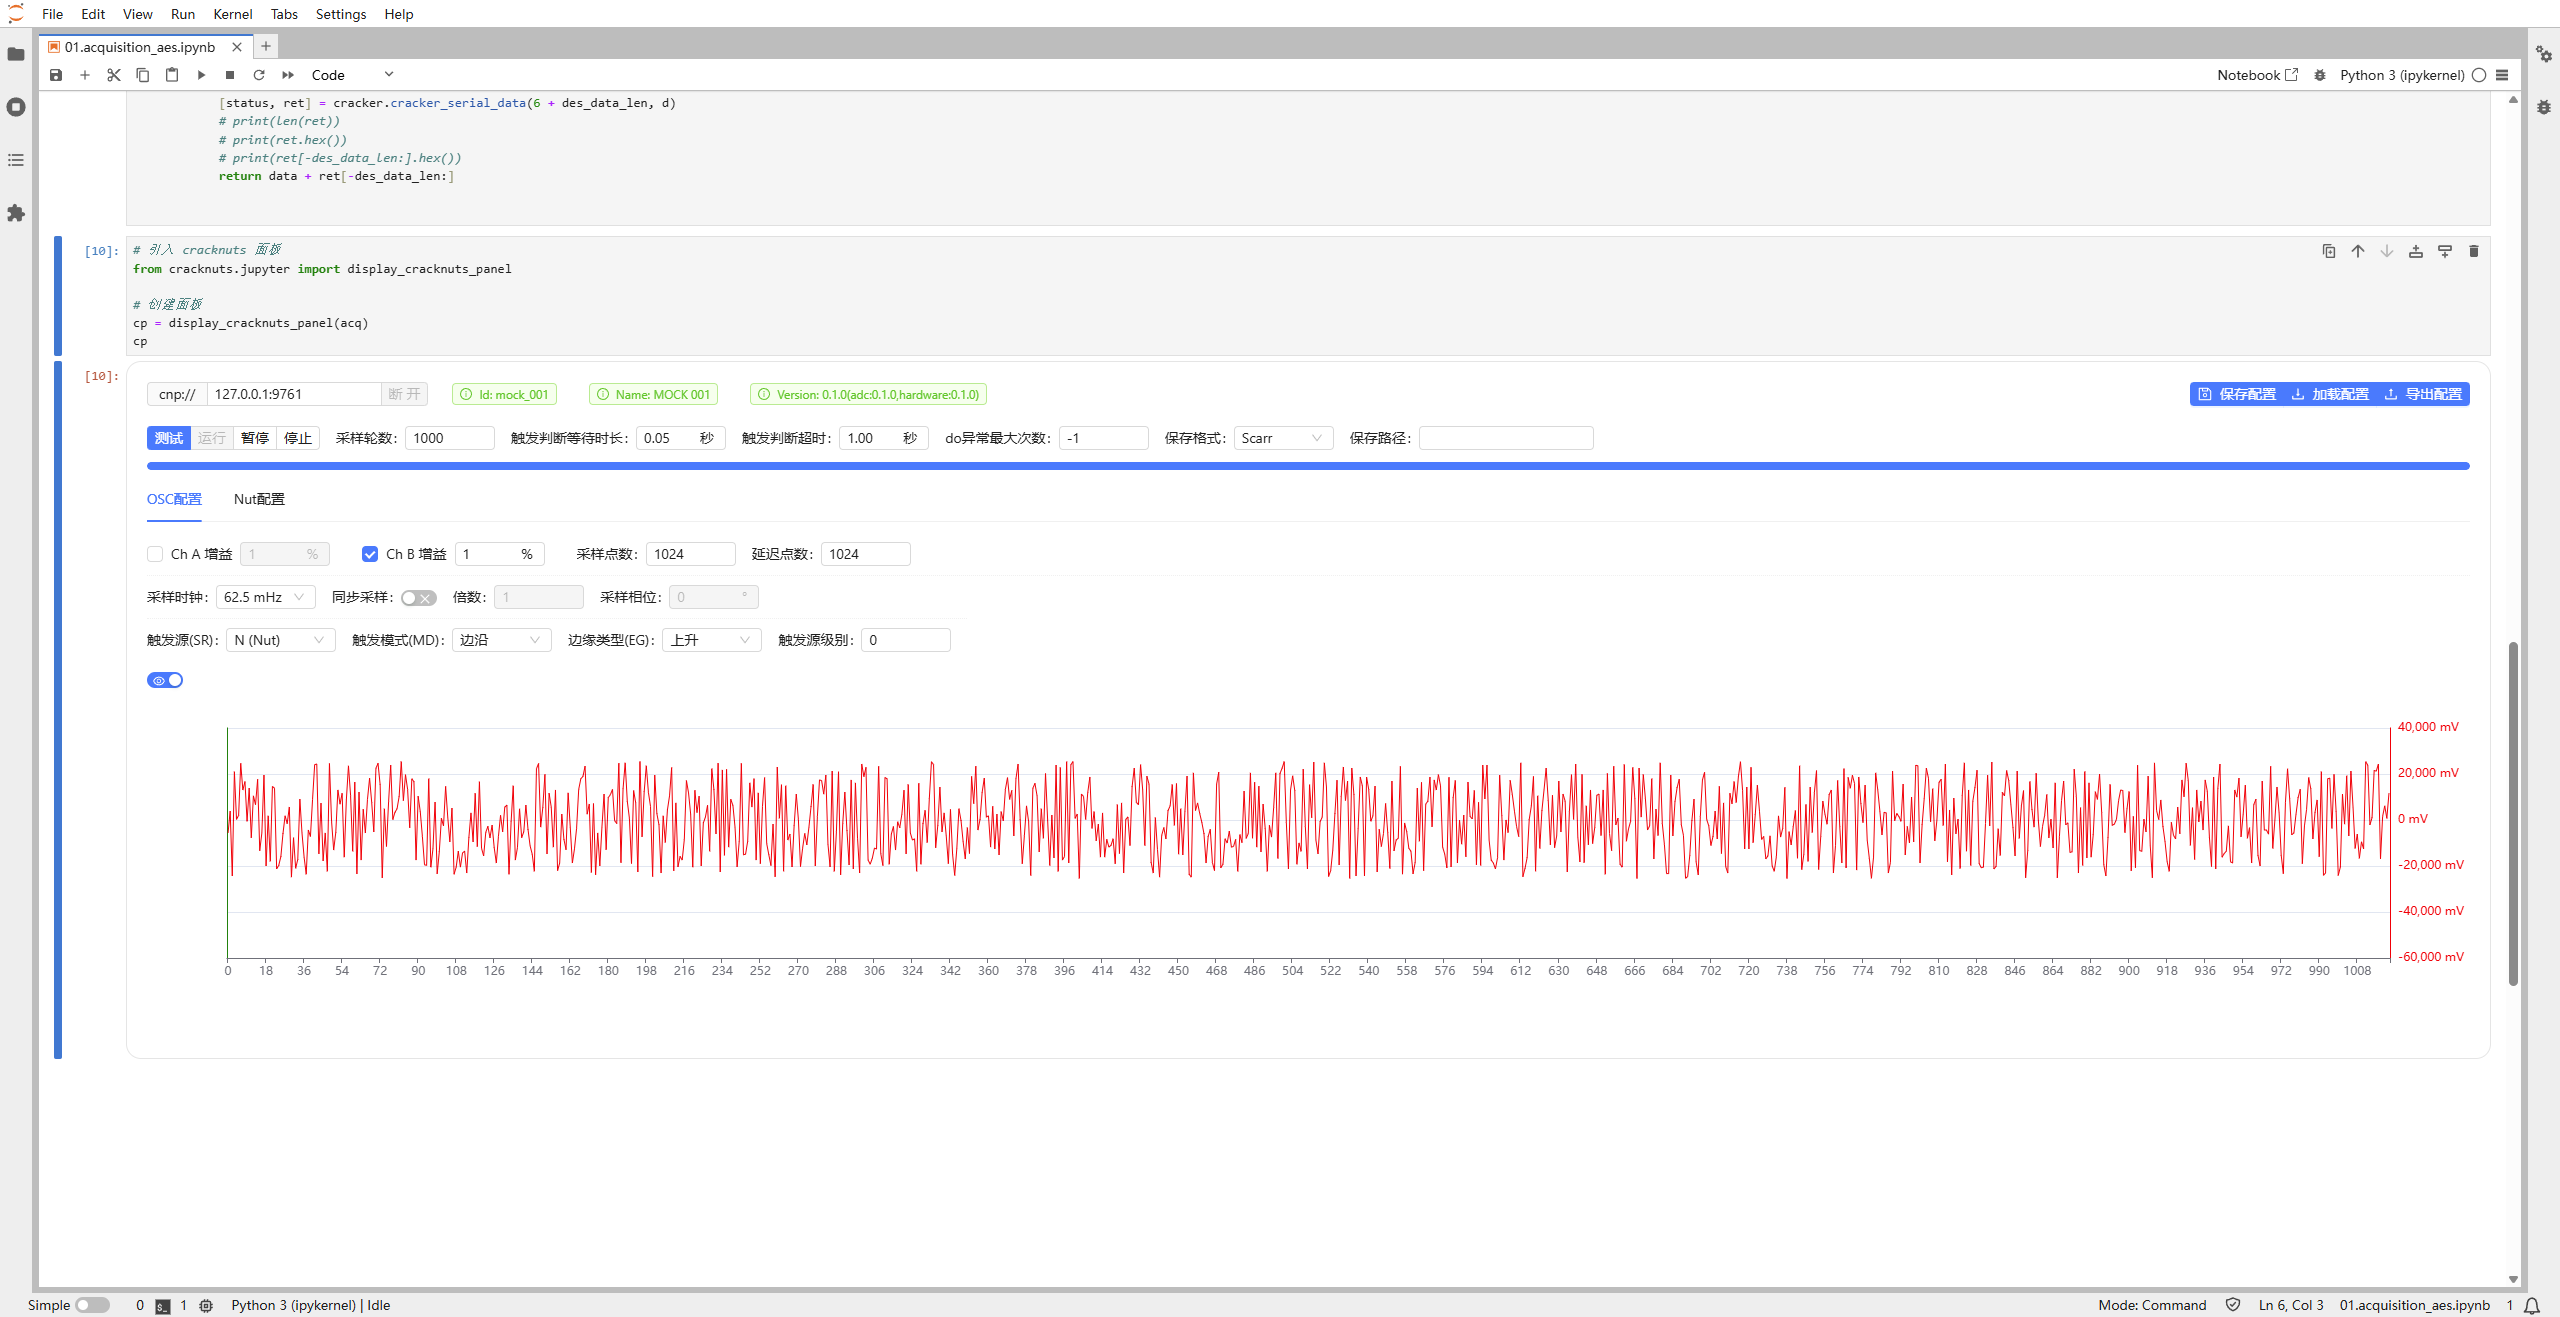 File Edit View Run Kernel Tabs Settings Help
01.acquisition_aes.ipynb
Code
Notebook Python 3 (ipykernel)
[status, ret] = cracker.cracker_serial_data(6 + des_data_len, d)
# print(len(ret))
# print(ret.hex())
# print(ret[-des_data_len:].hex())
return data + ret[-des_data_len:]
[10]:
# 引入 cracknuts 面板
from cracknuts.jupyter import display_cracknuts_panel
# 创建面板
cp = display_cracknuts_panel(acq)
cp
[10]:
cnp:// 127.0.0.1:9761 断 开 Id: mock_001 Name: MOCK 001 Version: 0.1.0(adc:0.1.0,hardware:0.1.0) 保存配置 加载配置 导出配置
测试 运行 暂停 停止 采样轮数: 1000 触发判断等待时长: 0.05 秒 触发判断超时: 1.00 秒 do异常最大次数: -1 保存格式: Scarr 保存路径:
OSC配置 Nut配置
Ch A 增益 1 % Ch B 增益 1 % 采样点数: 1024 延迟点数: 1024
采样时钟: 62.5 mHz 同步采样: 倍数: 1 采样相位: 0 °
触发源(SR): N (Nut) 触发模式(MD): 边沿 边缘类型(EG): 上升 触发源级别: 0
40,000 mV
20,000 mV
0 mV
-20,000 mV
-40,000 mV
-60,000 mV
0 18 36 54 72 90 108 126 144 162 180 198 216 234 252 270 288 306 324 342 360 378 396 414 432 450 468 486 504 522 540 558 576 594 612 630 648 666 684 702 720 738 756 774 792 810 828 846 864 882 900 918 936 954 972 990 1008
Simple 0 1 Python 3 (ipykernel) | Idle Mode: Command Ln 6, Col 3 01.acquisition_aes.ipynb 1